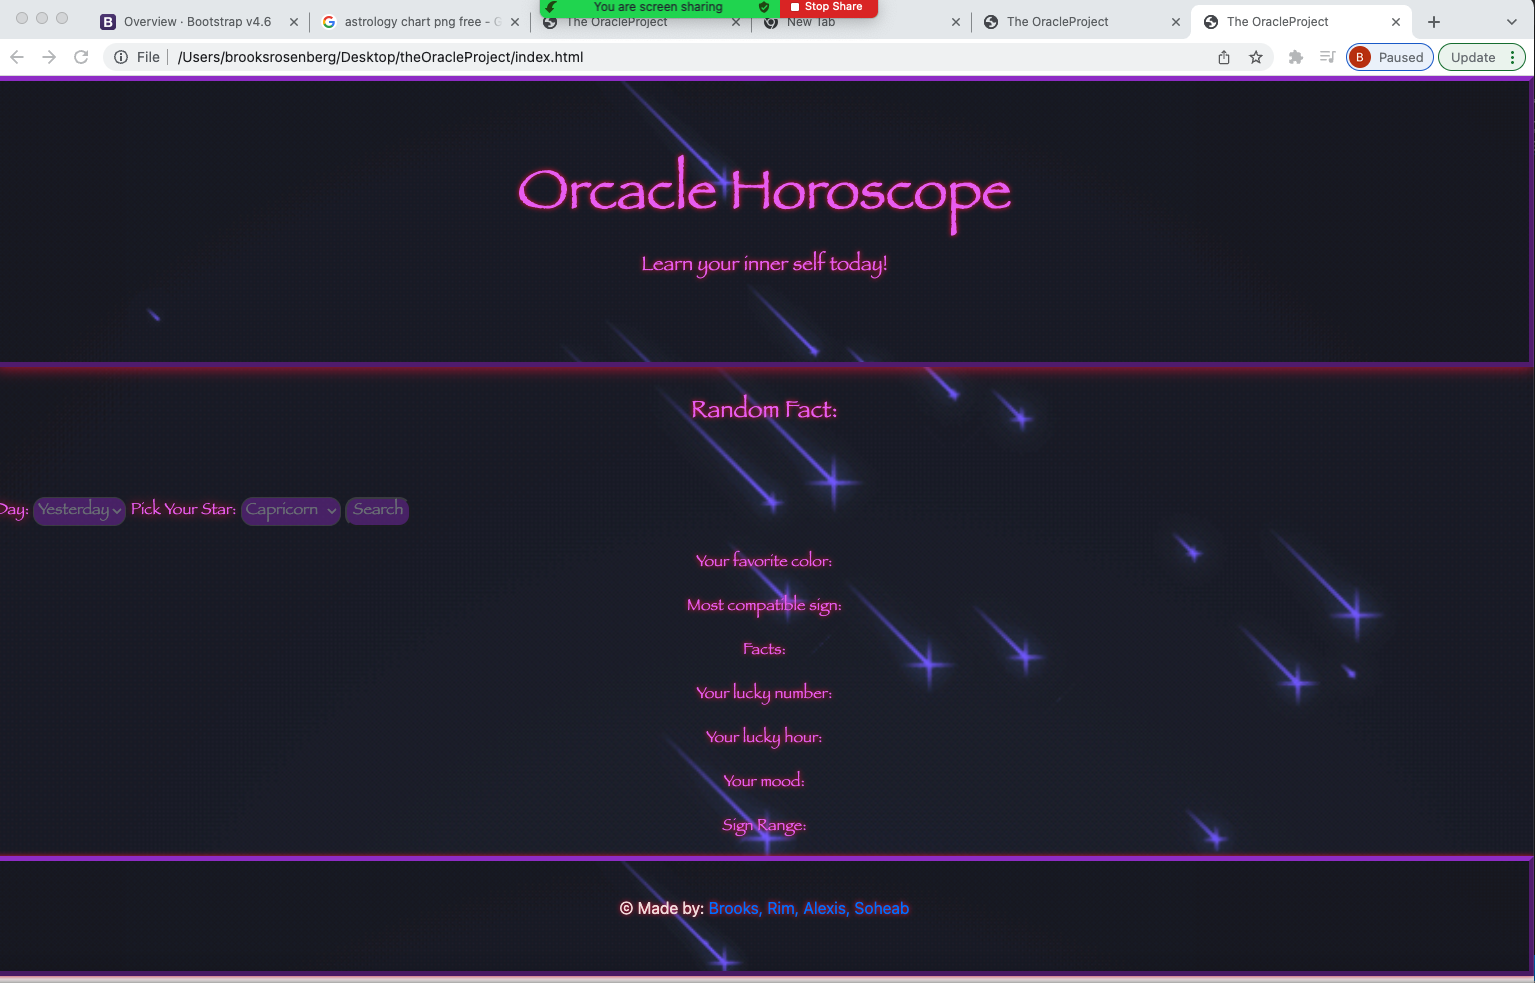 You are screen sharing Stop Share
Overview · Bootstrap v4.6 astrology chart png free - G The OracleProject New Tab The OracleProject The OracleProject
File /Users/brooksrosenberg/Desktop/theOracleProject/index.html B Paused Update
Orcacle Horoscope
Learn your inner self today!
Random Fact:
Day: Yesterday Pick Your Star: Capricorn Search
Your favorite color:
Most compatible sign:
Facts:
Your lucky number:
Your lucky hour:
Your mood:
Sign Range:
© Made by: Brooks, Rim, Alexis, Soheab